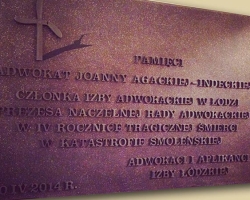 PAMIĘCI
ADWOKAT JOANNY AGACKIEJ-INDECKIEJ
CZŁONKA IZBY ADWOKACKIEJ W ŁODZI
PREZESA NACZELNEJ RADY ADWOKACKIEJ
W IV ROCZNICĘ TRAGICZNEJ ŚMIERCI
W KATASTROFIE SMOLEŃSKIEJ
ADWOKACI I APLIKANCI
IZBY ŁÓDZKIEJ
IV 2014 R.